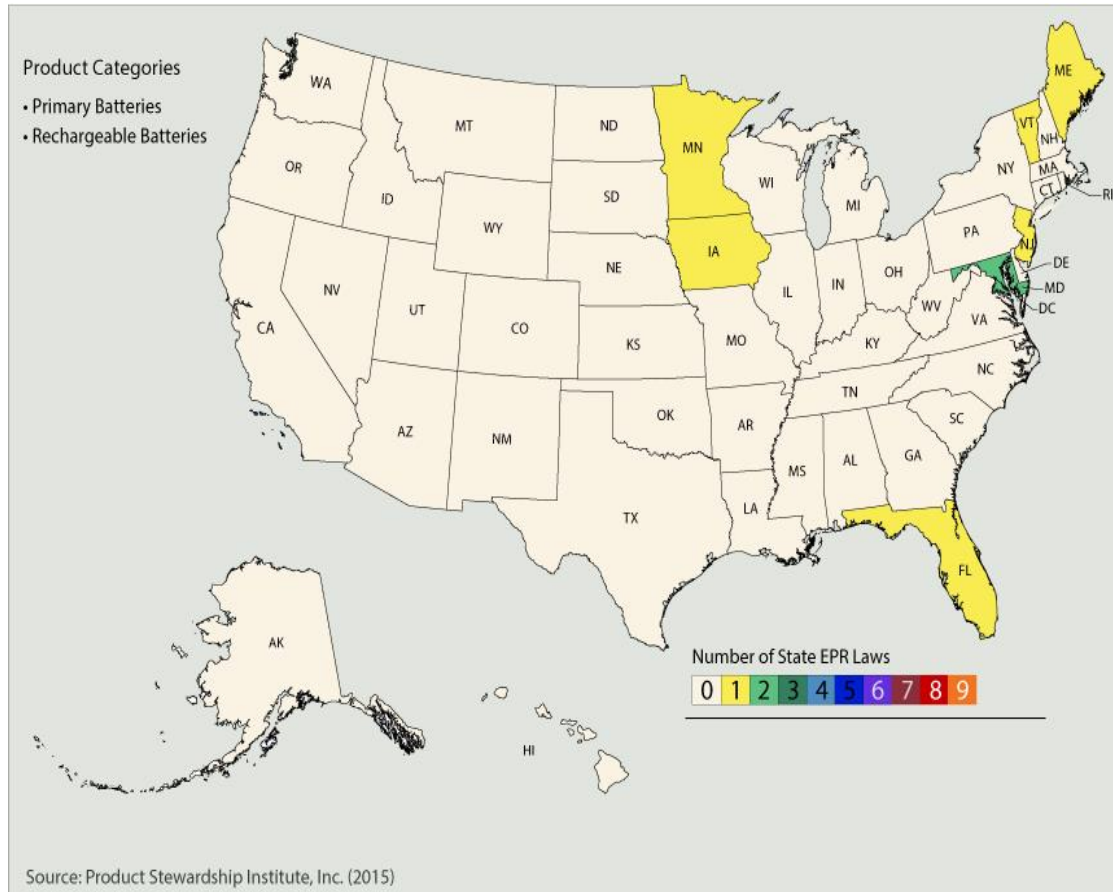 Product Categories
• Primary Batteries
• Rechargeable Batteries
WA
MT
ND
MN
ME
VT
NH
OR
ID
SD
WI
NY
MA
CT
RI
WY
MI
IA
PA
NJ
NE
NV
UT
IL
IN
OH
DE
MD
DC
CA
CO
KS
MO
WV
VA
KY
NC
TN
AZ
NM
OK
AR
SC
MS
AL
GA
TX
LA
FL
AK
HI
Number of State EPR Laws
0 1 2 3 4 5 6 7 8 9
Source: Product Stewardship Institute, Inc. (2015)